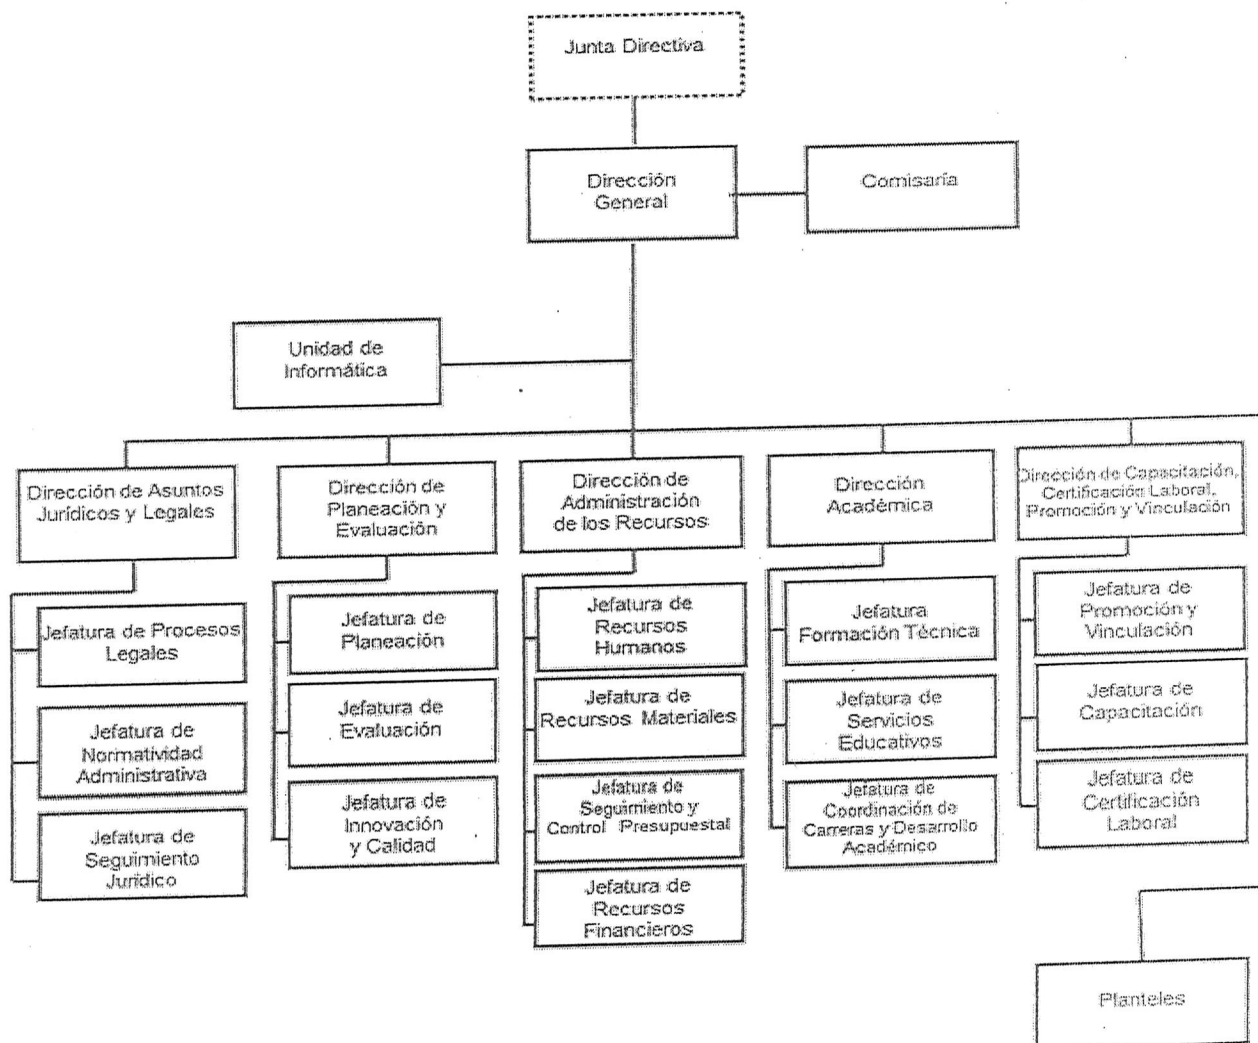 Junta Directiva
Dirección
General
Comisaría
Unidad de
Informática
Dirección de Asuntos
Jurídicos y Legales
Dirección de
Planeación y
Evaluación
Dirección de
Administración
de los Recursos
Dirección
Académica
Dirección de Capacitación,
Certificación Laboral,
Promoción y Vinculación
Jefatura de Procesos
Legales
Jefatura de
Normatividad
Administrativa
Jefatura de
Seguimiento
Jurídico
Jefatura de
Planeación
Jefatura de
Evaluación
Jefatura de
Innovación
y Calidad
Jefatura de
Recursos
Humanos
Jefatura de
Recursos Materiales
Jefatura de
Seguimiento y
Control Presupuestal
Jefatura de
Recursos
Financieros
Jefatura
Formación Técnica
Jefatura de
Servicios
Educativos
Jefatura de
Coordinación de
Carreras y Desarrollo
Académico
Jefatura de
Promoción y
Vinculación
Jefatura de
Capacitación
Jefatura de
Certificación
Laboral
Planteles